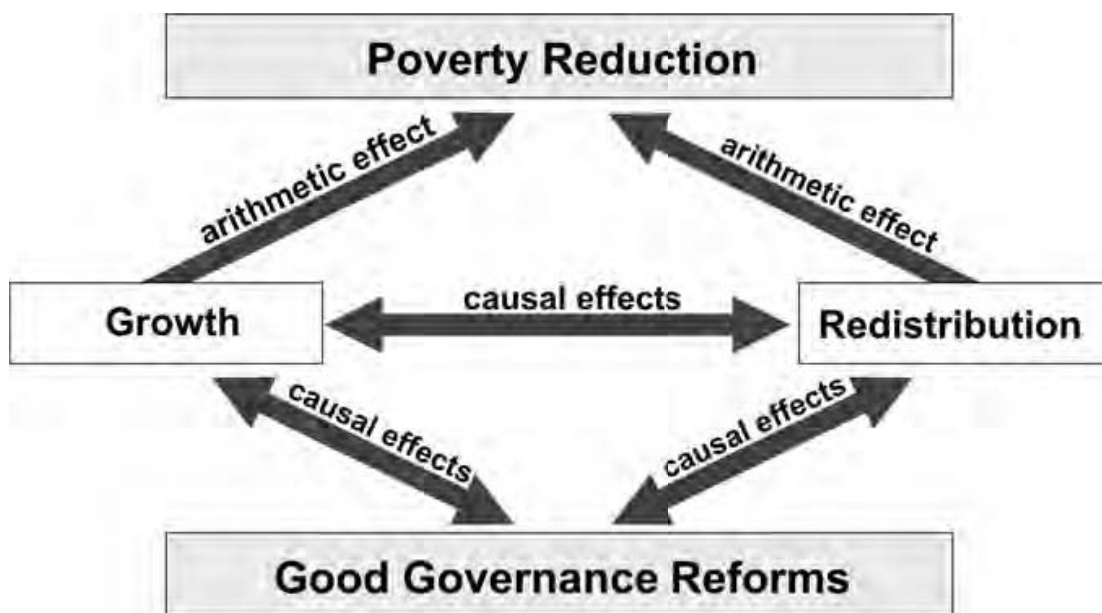 Poverty Reduction
arithmetic effect
arithmetic effect
causal effects
Growth
Redistribution
causal effects
causal effects
Good Governance Reforms